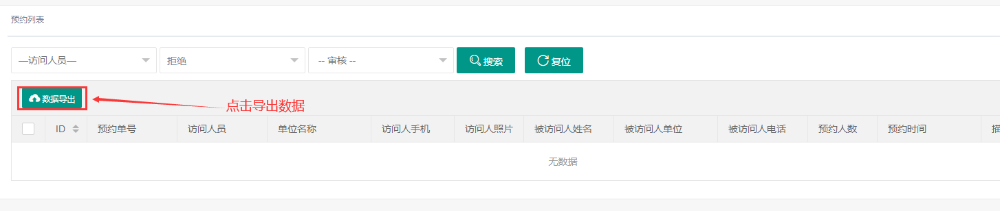 预约列表
—访问人员— 拒绝 -- 审核 -- 搜索 复位
数据导出
点击导出数据
ID 预约单号 访问人员 单位名称 访问人手机 访问人照片 被访问人姓名 被访问人单位 被访问人电话 预约人数 预约时间
无数据